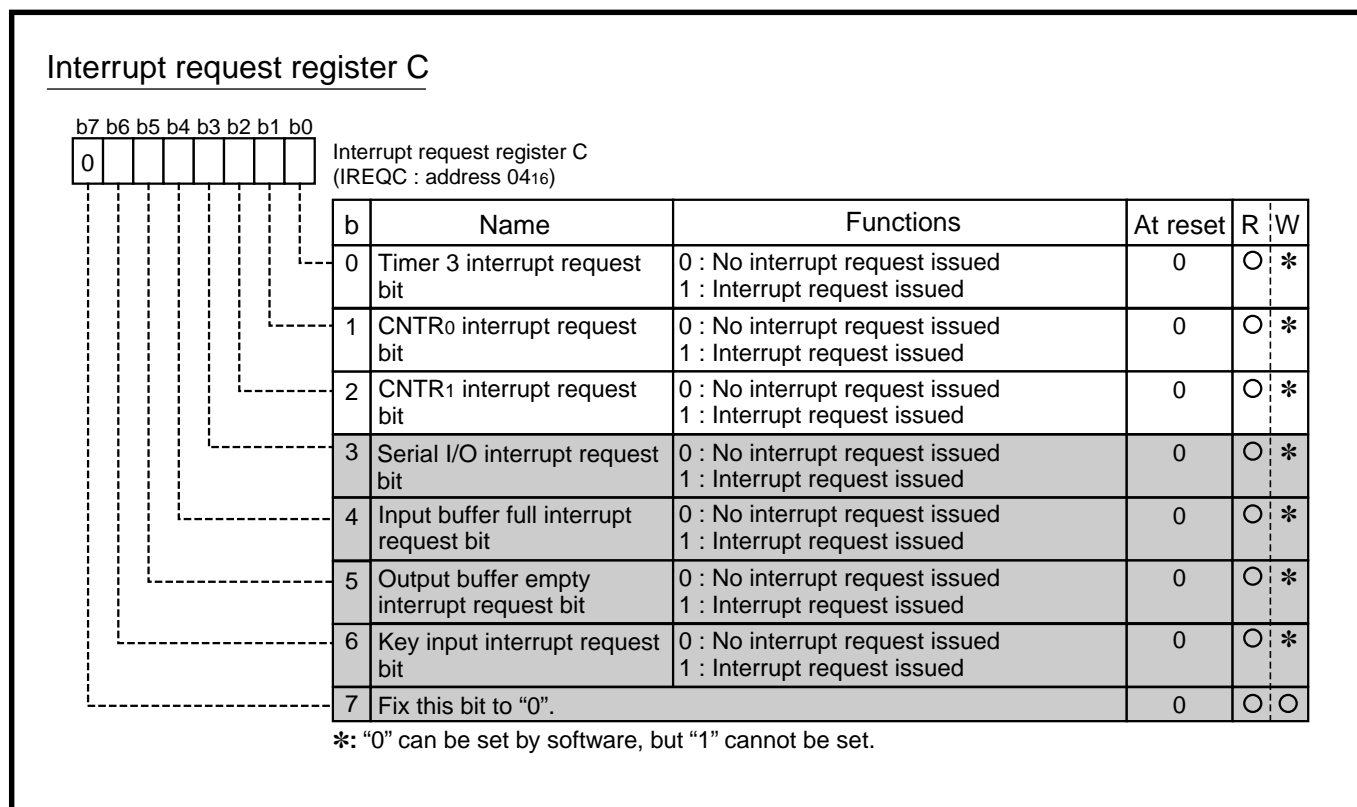 Interrupt request register C
b7 b6 b5 b4 b3 b2 b1 b0
0
Interrupt request register C
(IREQC : address 0416)
b Name Functions At reset R W
0 Timer 3 interrupt request bit 0 : No interrupt request issued 0 ○ ✻
1 : Interrupt request issued
1 CNTR0 interrupt request bit 0 : No interrupt request issued 0 ○ ✻
1 : Interrupt request issued
2 CNTR1 interrupt request bit 0 : No interrupt request issued 0 ○ ✻
1 : Interrupt request issued
3 Serial I/O interrupt request bit 0 : No interrupt request issued 0 ○ ✻
1 : Interrupt request issued
4 Input buffer full interrupt request bit 0 : No interrupt request issued 0 ○ ✻
1 : Interrupt request issued
5 Output buffer empty interrupt request bit 0 : No interrupt request issued 0 ○ ✻
1 : Interrupt request issued
6 Key input interrupt request bit 0 : No interrupt request issued 0 ○ ✻
1 : Interrupt request issued
7 Fix this bit to “0”. 0 ○ ○
✻: “0” can be set by software, but “1” cannot be set.